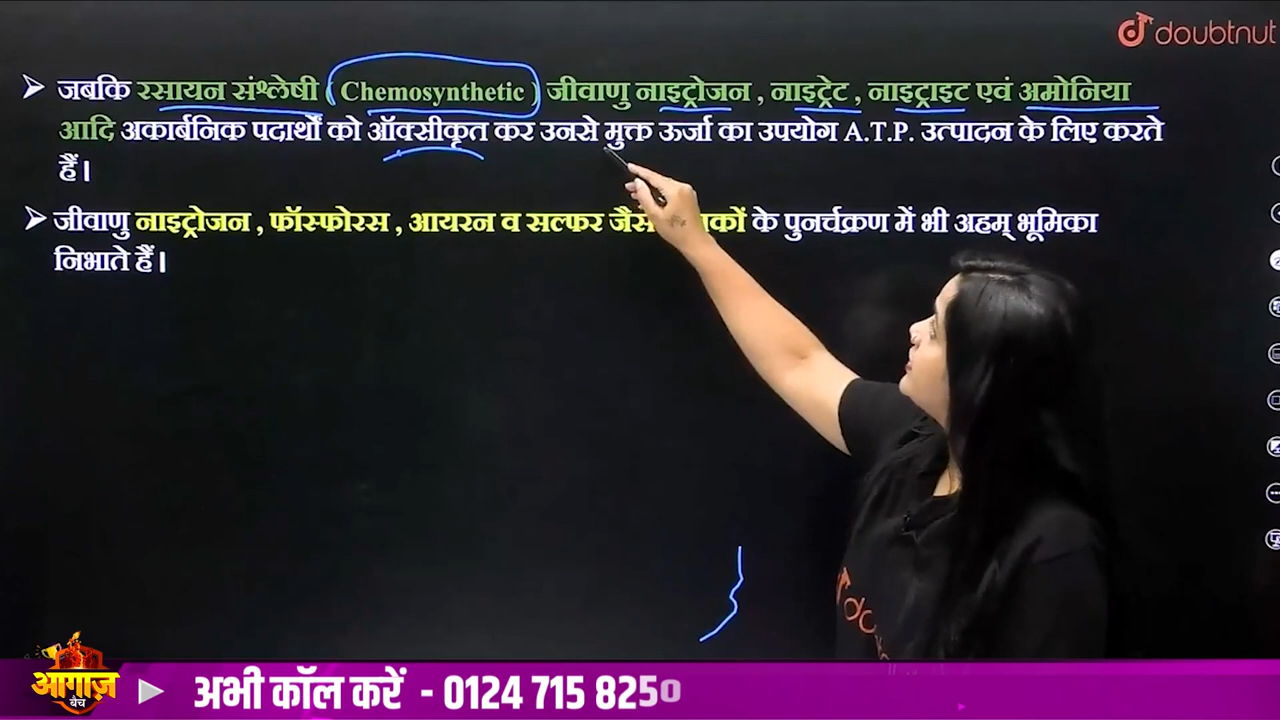 doubtnut
जबकि रसायन संश्लेषी ( Chemosynthetic ) जीवाणु नाइट्रोजन , नाइट्रेट , नाइट्राइट एवं अमोनिया
आदि अकार्बनिक पदार्थों को ऑक्सीकृत कर उनसे मुक्त ऊर्जा का उपयोग A.T.P. उत्पादन के लिए करते
हैं।
जीवाणु नाइट्रोजन , फॉस्फोरस , आयरन व सल्फर जैसे के पुनर्चक्रण में भी अहम् भूमिका
निभाते हैं।
आगाज़
बैच
अभी कॉल करें - 0124 715 8250